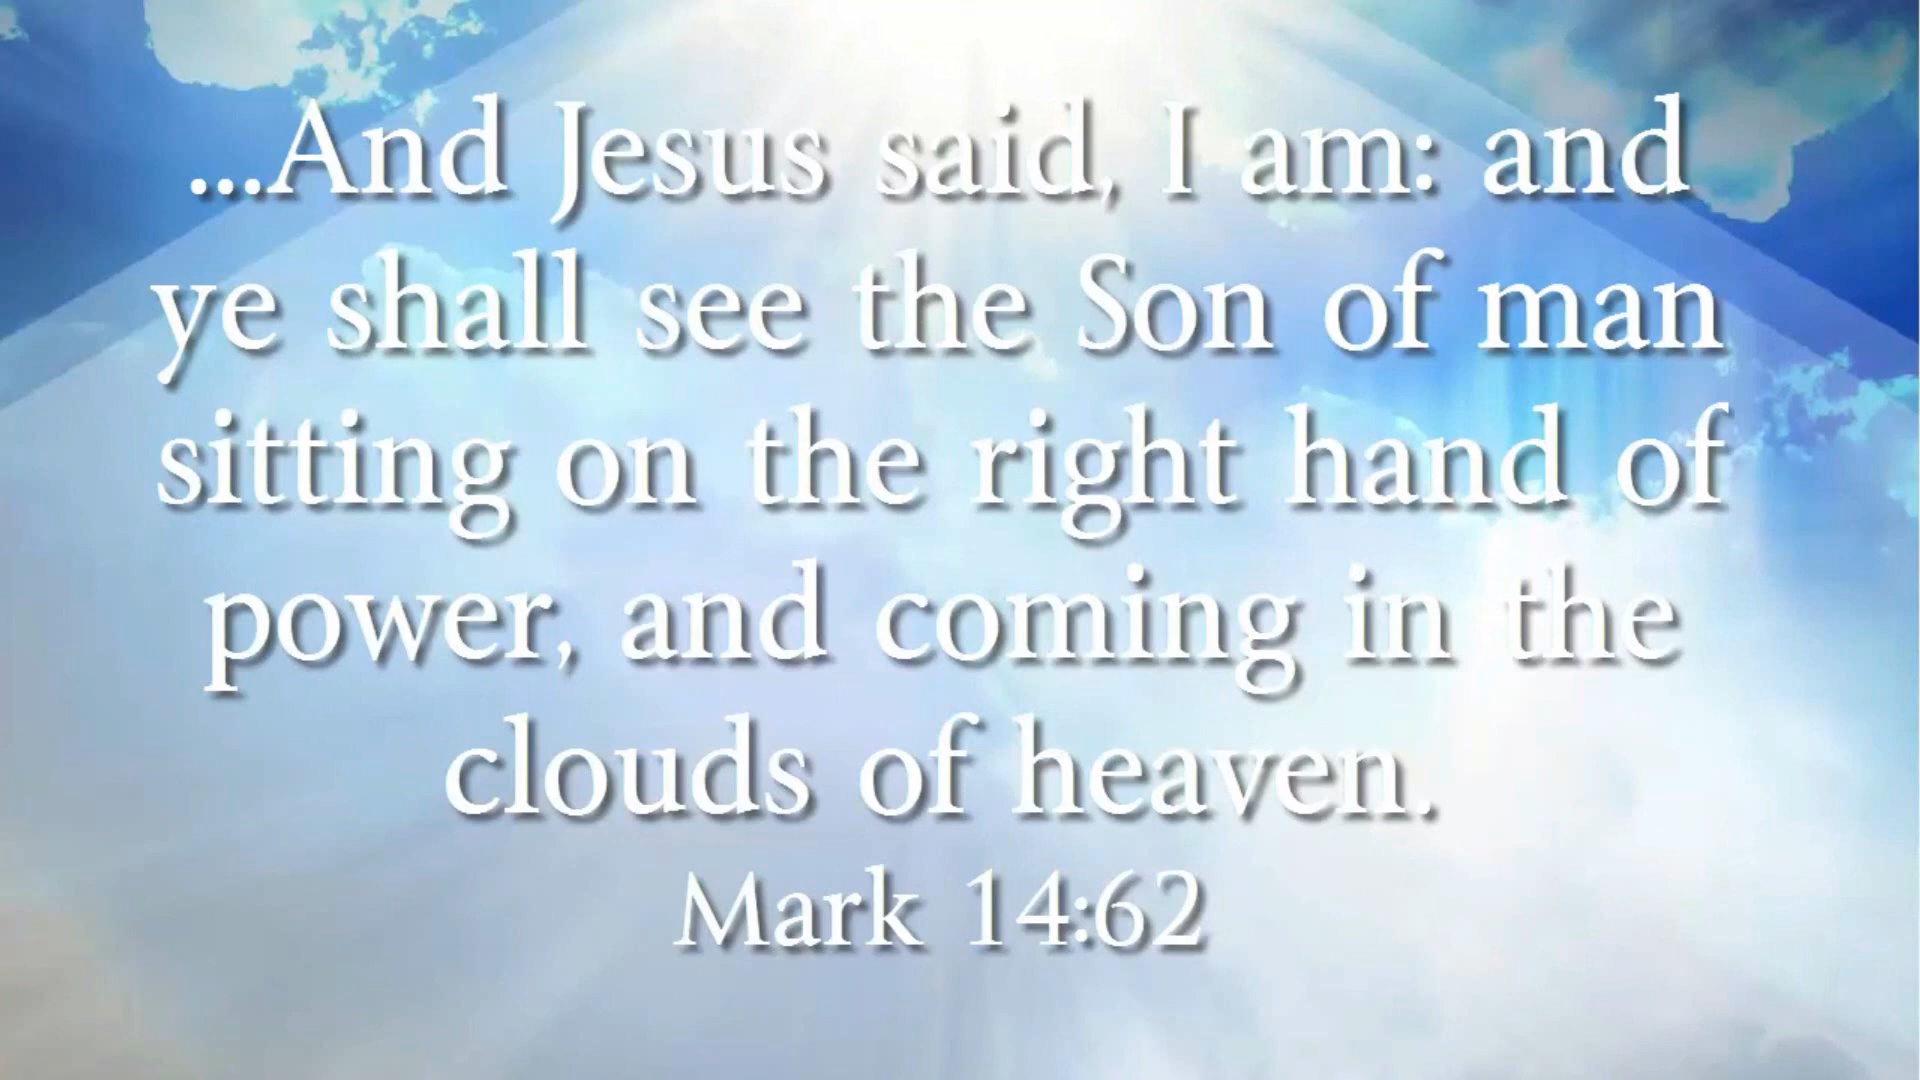 ...And Jesus said, I am: and
ye shall see the Son of man
sitting on the right hand of
power, and coming in the
clouds of heaven.
Mark 14:62